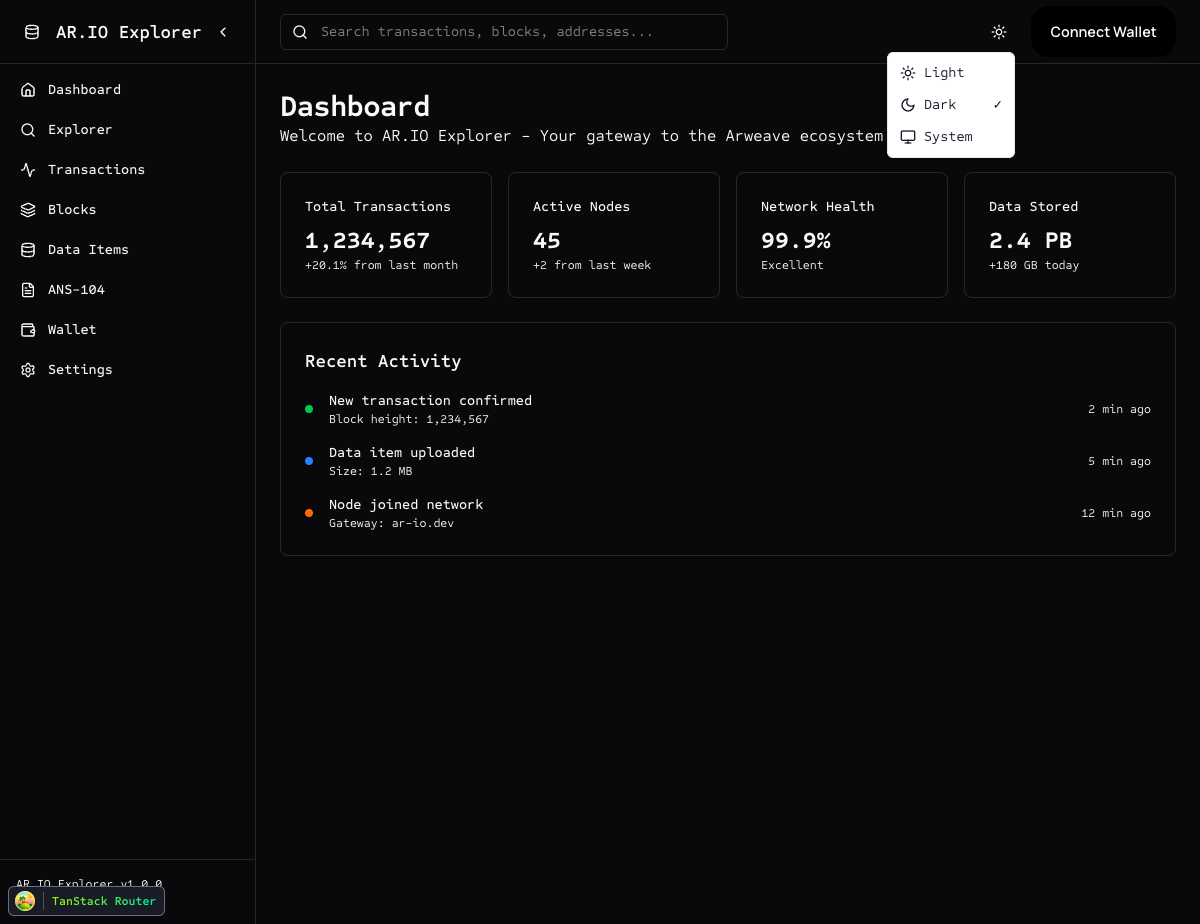 AR.IO Explorer
Search transactions, blocks, addresses...
Connect Wallet
Light
Dark ✓
System
Dashboard
Explorer
Transactions
Blocks
Data Items
ANS-104
Wallet
Settings
Dashboard
Welcome to AR.IO Explorer - Your gateway to the Arweave ecosystem
Total Transactions
1,234,567
+20.1% from last month
Active Nodes
45
+2 from last week
Network Health
99.9%
Excellent
Data Stored
2.4 PB
+180 GB today
Recent Activity
New transaction confirmed
Block height: 1,234,567
2 min ago
Data item uploaded
Size: 1.2 MB
5 min ago
Node joined network
Gateway: ar-io.dev
12 min ago
AR.IO Explorer v1.0.0
TanStack Router